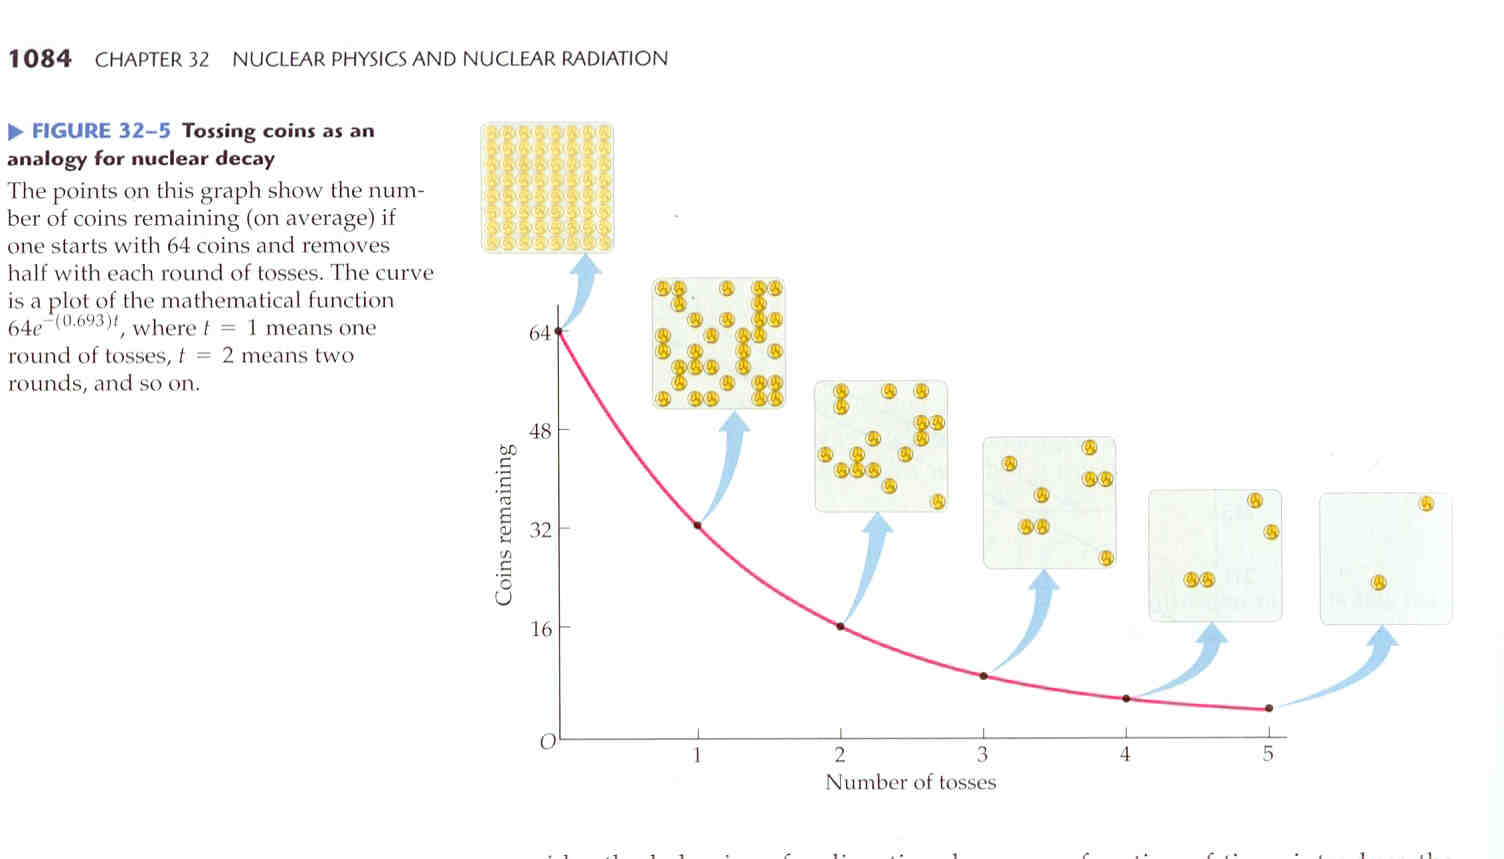 1084 CHAPTER 32 NUCLEAR PHYSICS AND NUCLEAR RADIATION
▶ FIGURE 32–5 Tossing coins as an
analogy for nuclear decay
The points on this graph show the num-
ber of coins remaining (on average) if
one starts with 64 coins and removes
half with each round of tosses. The curve
is a plot of the mathematical function
64e^−(0.693)t, where t = 1 means one
round of tosses, t = 2 means two
rounds, and so on.
64
48
32
16
O
Coins remaining
1 2 3 4 5
Number of tosses